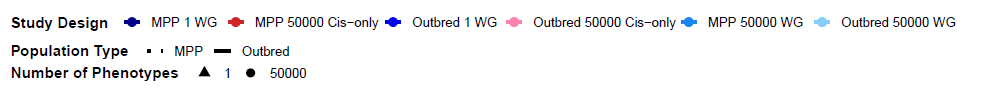 Study Design MPP 1 WG MPP 50000 Cis-only Outbred 1 WG Outbred 50000 Cis-only MPP 50000 WG Outbred 50000 WG
Population Type MPP Outbred
Number of Phenotypes 1 50000